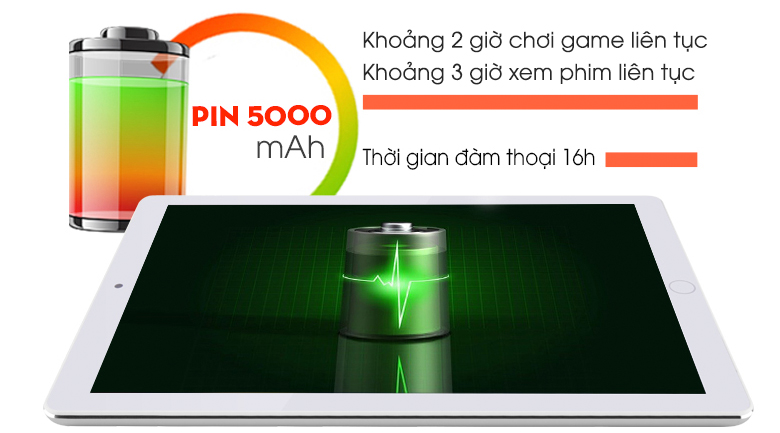 Khoảng 2 giờ chơi game liên tục
Khoảng 3 giờ xem phim liên tục
PIN 5000
mAh
Thời gian đàm thoại 16h